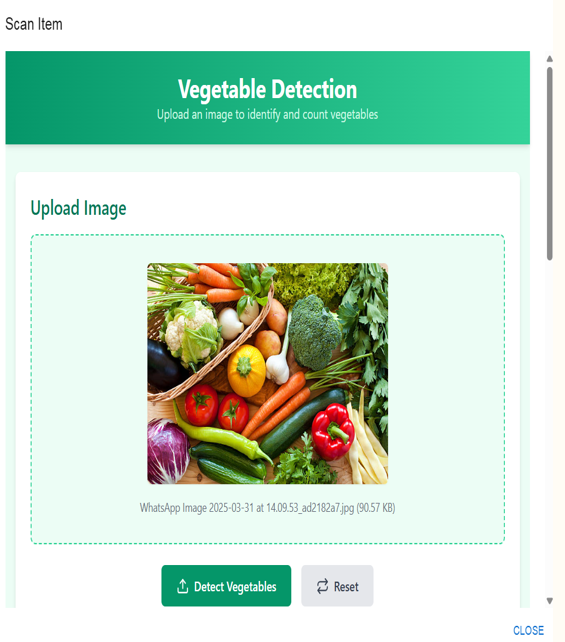 Scan Item
Vegetable Detection
Upload an image to identify and count vegetables
Upload Image
WhatsApp Image 2025-03-31 at 14.09.53_ad2182a7.jpg (90.57 KB)
Detect Vegetables
Reset
CLOSE